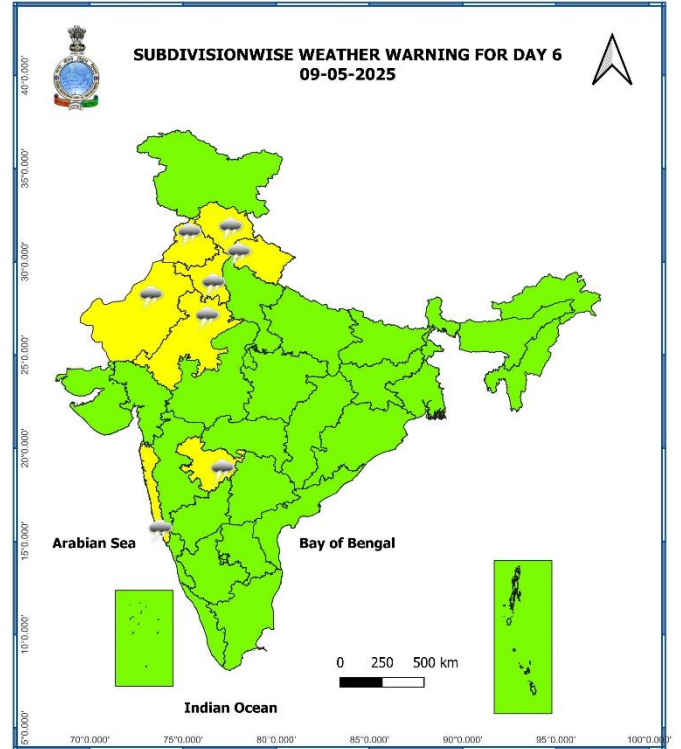 SUBDIVISIONWISE WEATHER WARNING FOR DAY 6
09-05-2025
40°0.000'
35°0.000'
30°0.000'
25°0.000'
20°0.000'
15°0.000'
10°0.000'
5°0.000'
Arabian Sea
Bay of Bengal
0 250 500 km
Indian Ocean
70°0.000' 75°0.000' 80°0.000' 85°0.000' 90°0.000' 95°0.000' 100°0.000'